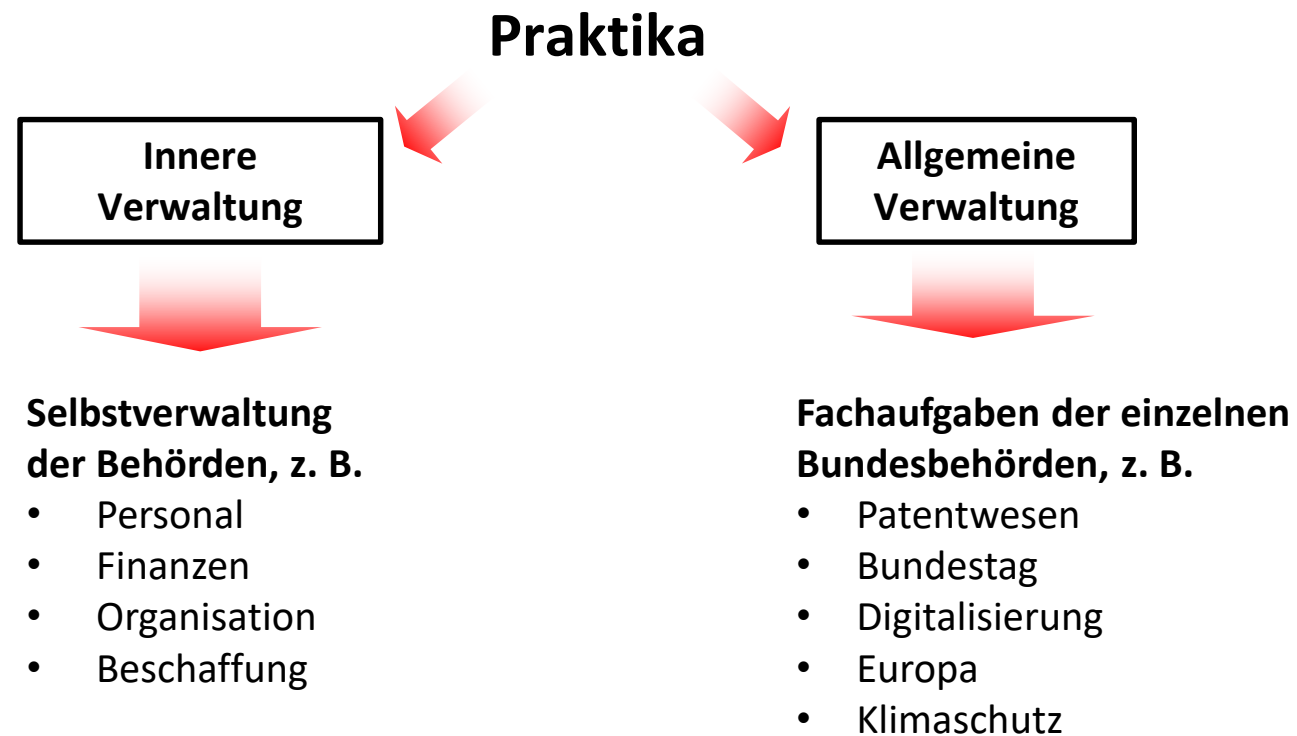 Praktika
Innere
Verwaltung
Allgemeine
Verwaltung
Selbstverwaltung
der Behörden, z. B.
• Personal
• Finanzen
• Organisation
• Beschaffung
Fachaufgaben der einzelnen
Bundesbehörden, z. B.
• Patentwesen
• Bundestag
• Digitalisierung
• Europa
• Klimaschutz